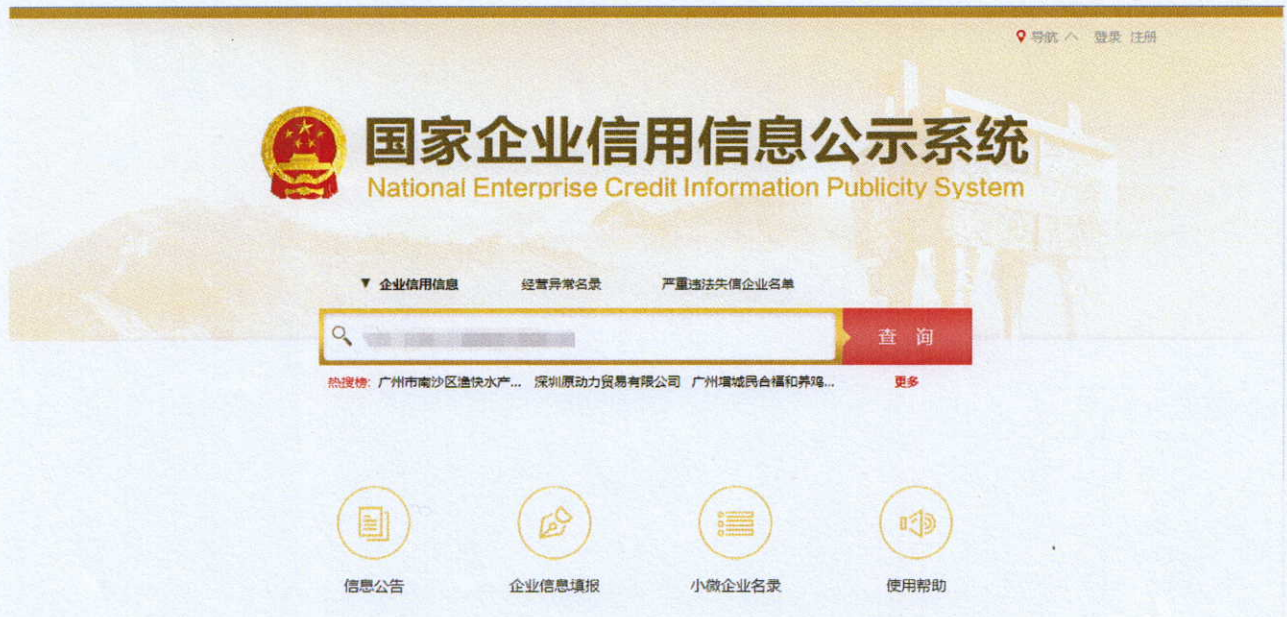 导航 へ 登录 注册
国家企业信用信息公示系统
National Enterprise Credit Information Publicity System
▼ 企业信用信息 经营异常名录 严重违法失信企业名单
查 询
热搜榜: 广州市南沙区渔快水产... 深圳原动力贸易有限公司 广州增城民合福和养鸡... 更多
信息公告 企业信息填报 小微企业名录 使用帮助